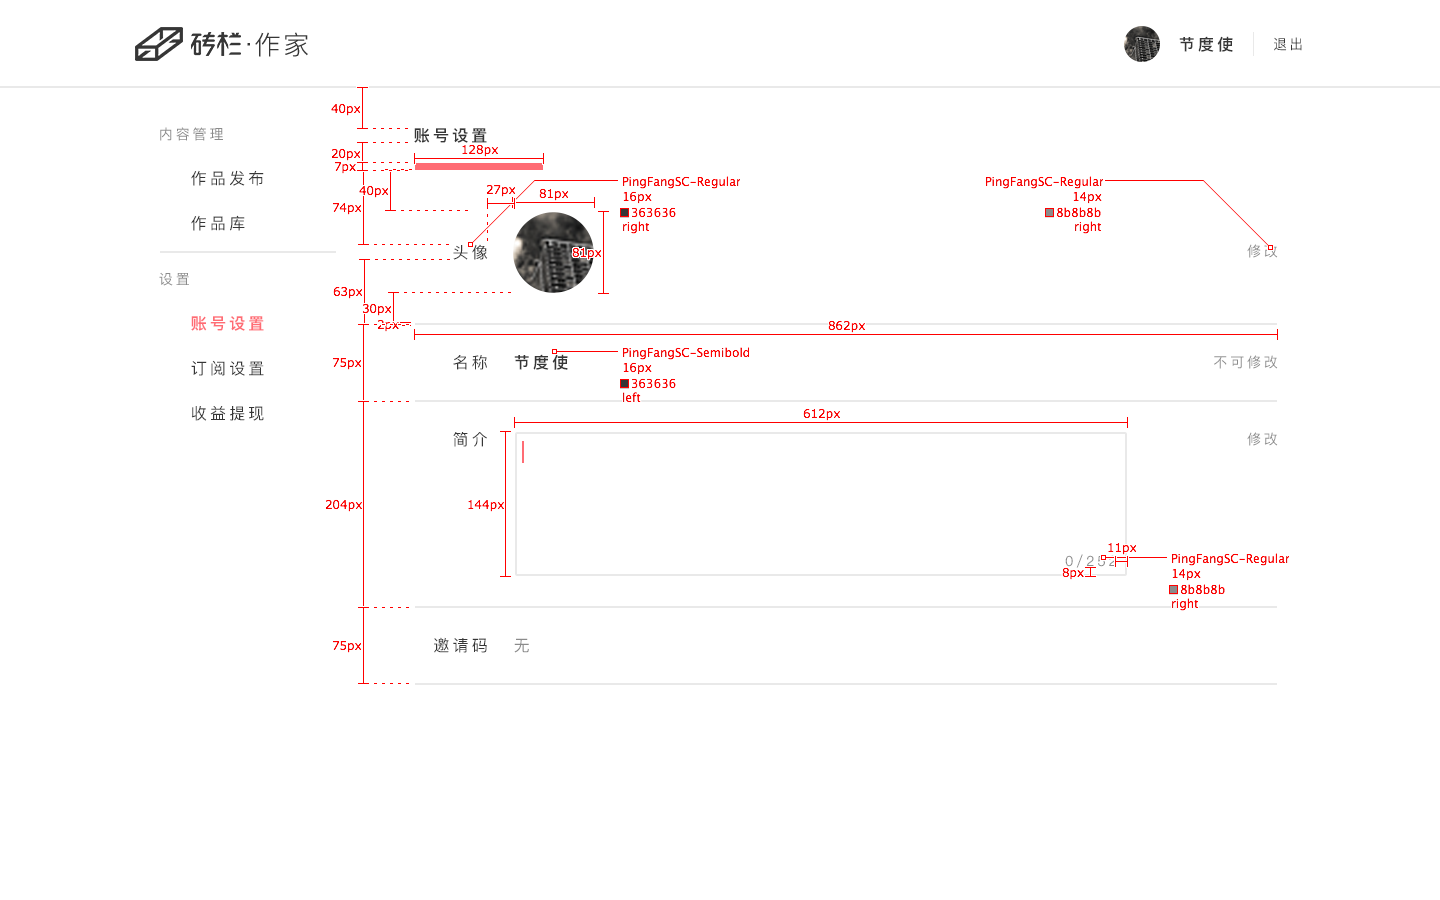 砖栏·作家
节度使
退出
40px
内容管理
账号设置
128px
20px
7px
作品发布
40px
27px
81px
PingFangSC-Regular
16px
363636
right
PingFangSC-Regular
14px
8b8b8b
right
74px
作品库
头像
81px
修改
设置
63px
30px
2px
账号设置
862px
75px
名称
节度使
PingFangSC-Semibold
16px
363636
left
不可修改
订阅设置
收益提现
612px
简介
修改
204px
144px
0/252
11px
8px
PingFangSC-Regular
14px
8b8b8b
right
75px
邀请码
无